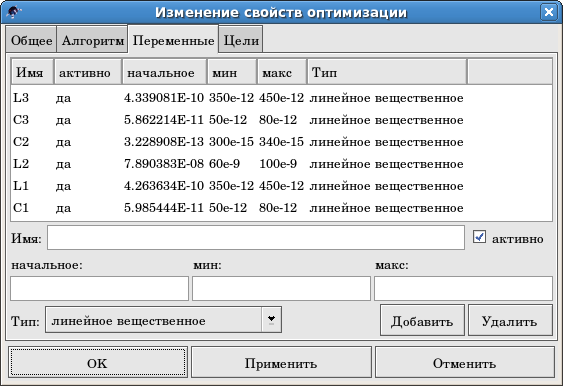 Изменение свойств оптимизации
Общее Алгоритм Переменные Цели
Имя активно начальное мин макс Тип
L3 да 4.339081E-10 350e-12 450e-12 линейное вещественное
C3 да 5.862214E-11 50e-12 80e-12 линейное вещественное
C2 да 3.228908E-13 300e-15 340e-15 линейное вещественное
L2 да 7.890383E-08 60e-9 100e-9 линейное вещественное
L1 да 4.263634E-10 350e-12 450e-12 линейное вещественное
C1 да 5.985444E-11 50e-12 80e-12 линейное вещественное
Имя: активно
начальное: мин: макс:
Тип: линейное вещественное Добавить Удалить
OK Применить Отменить